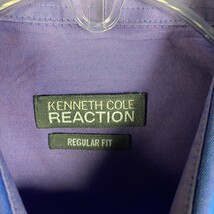 KENNETH COLE
REACTION
REGULAR FIT